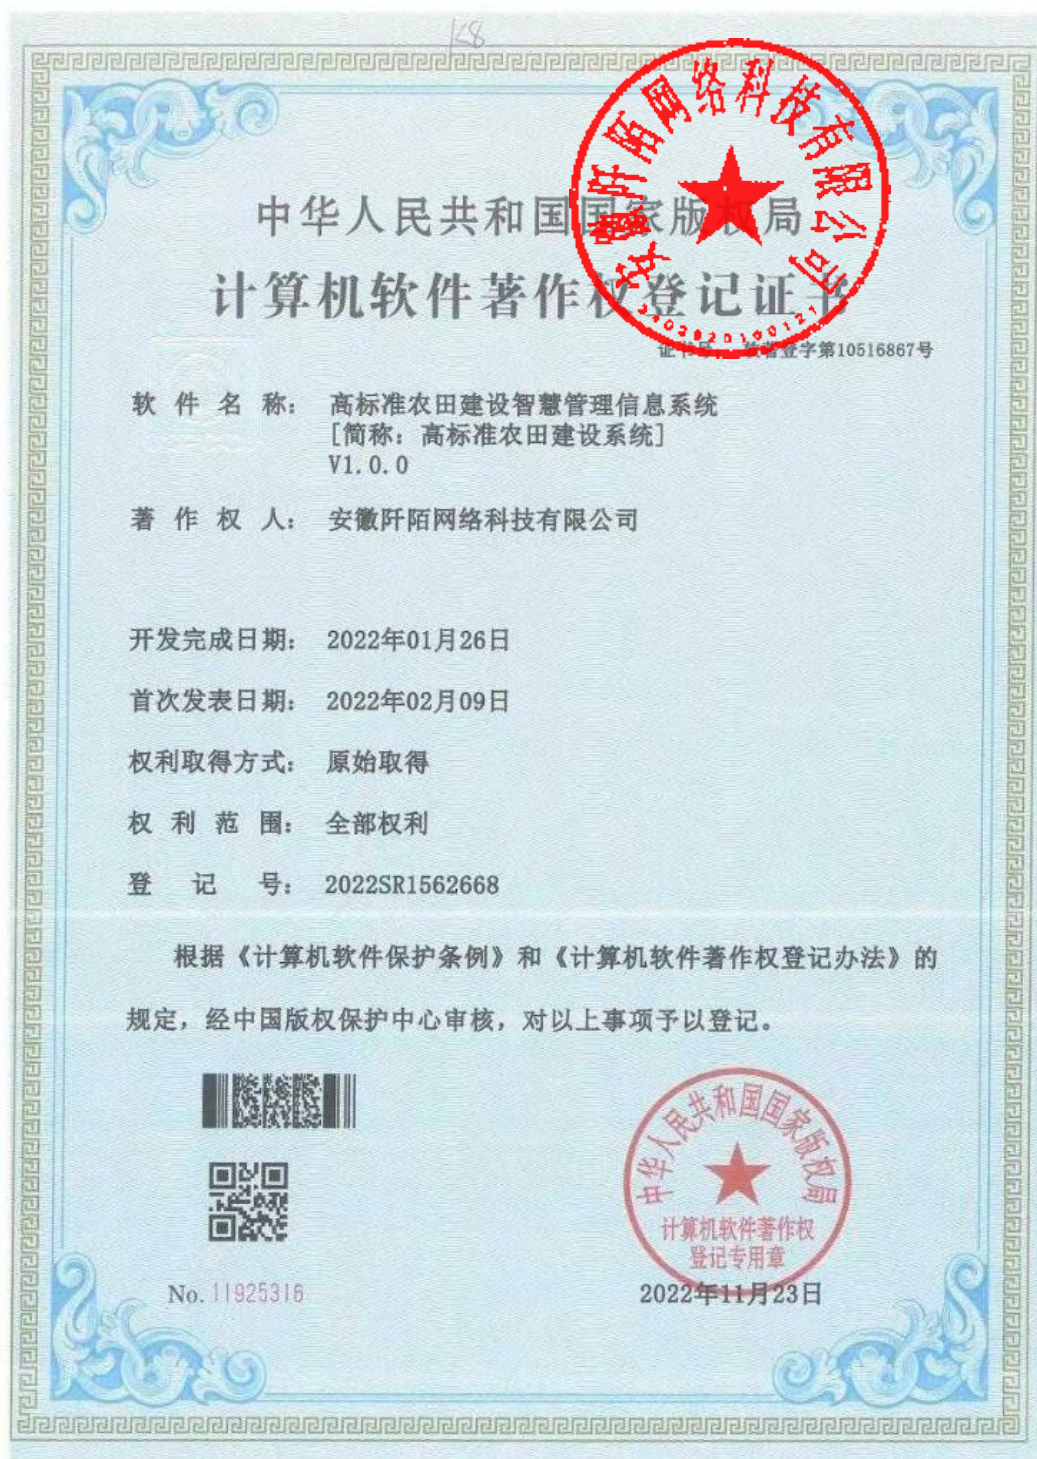 K8
中华人民共和国国家版权局
计算机软件著作权登记证书
安徽阡陌网络科技有限公司
证书号: 软著登字第10516867号
软件名称: 高标准农田建设智慧管理信息系统
[简称: 高标准农田建设系统]
V1.0.0
著作权人: 安徽阡陌网络科技有限公司
开发完成日期: 2022年01月26日
首次发表日期: 2022年02月09日
权利取得方式: 原始取得
权利范围: 全部权利
登记号: 2022SR1562668
根据《计算机软件保护条例》和《计算机软件著作权登记办法》的
规定，经中国版权保护中心审核，对以上事项予以登记。
中华人民共和国国家版权局
计算机软件著作权
登记专用章
No. 11925316
2022年11月23日